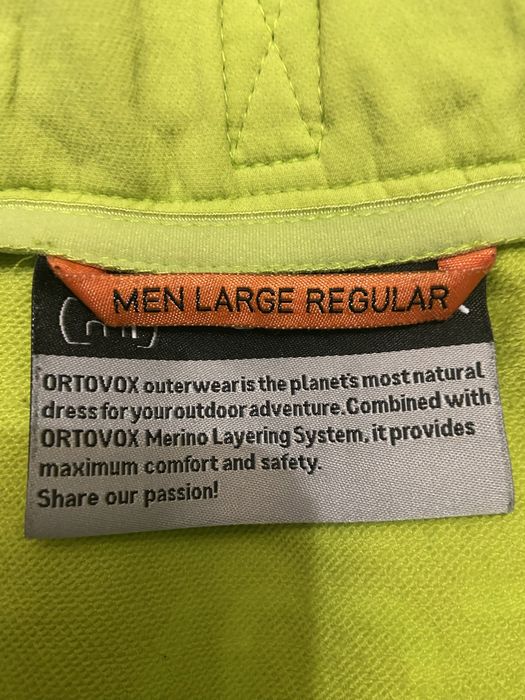 MEN LARGE REGULAR
ORTOVOX outerwear is the planet's most natural
dress for your outdoor adventure. Combined with
ORTOVOX Merino Layering System, it provides
maximum comfort and safety.
Share our passion!